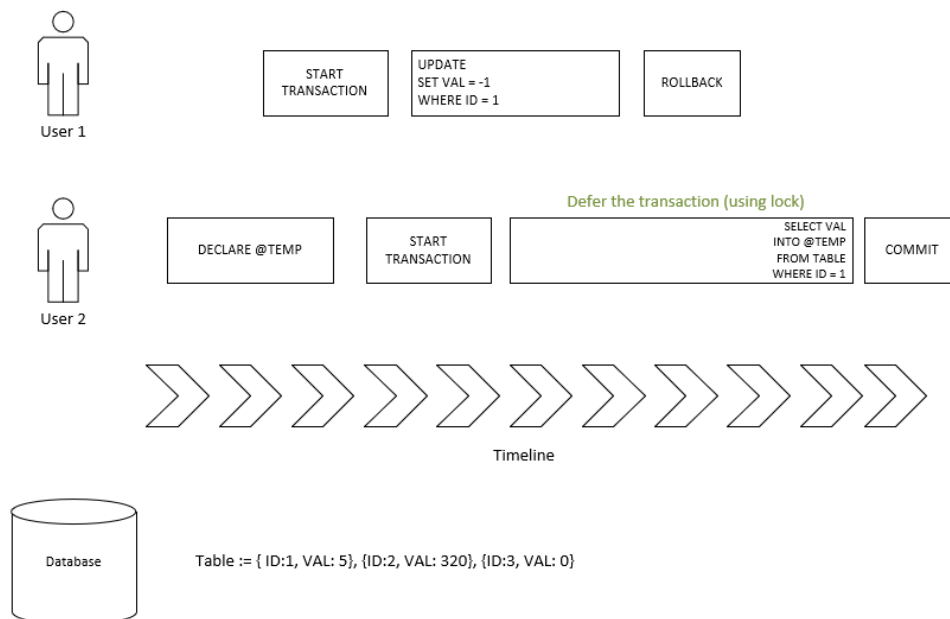 START
TRANSACTION
UPDATE
SET VAL = -1
WHERE ID = 1
ROLLBACK
User 1
Defer the transaction (using lock)
DECLARE @TEMP
START
TRANSACTION
SELECT VAL
INTO @TEMP
FROM TABLE
WHERE ID = 1
COMMIT
User 2
Timeline
Database
Table := { ID:1, VAL: 5}, {ID:2, VAL: 320}, {ID:3, VAL: 0}